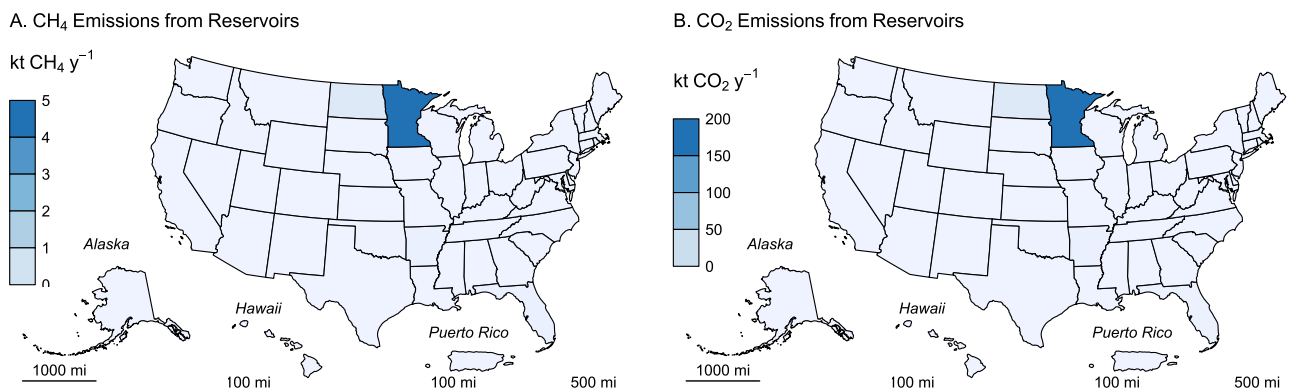 A. CH₄ Emissions from Reservoirs
kt CH₄ y⁻¹
5
4
3
2
1
0
Alaska
Hawaii
Puerto Rico
1000 mi
100 mi
100 mi
500 mi
B. CO₂ Emissions from Reservoirs
kt CO₂ y⁻¹
200
150
100
50
0
Alaska
Hawaii
Puerto Rico
1000 mi
100 mi
100 mi
500 mi